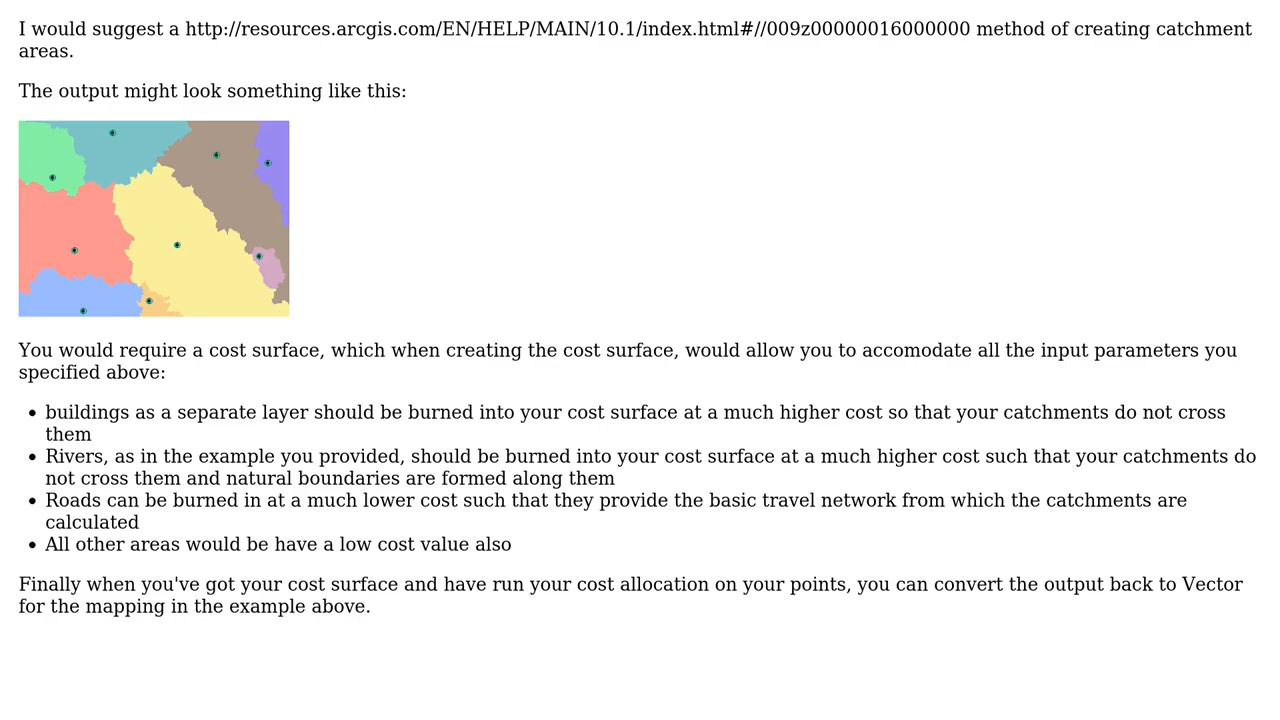 I would suggest a http://resources.arcgis.com/EN/HELP/MAIN/10.1/index.html#//009z00000016000000 method of creating catchment
areas.
The output might look something like this:
You would require a cost surface, which when creating the cost surface, would allow you to accomodate all the input parameters you
specified above:
• buildings as a separate layer should be burned into your cost surface at a much higher cost so that your catchments do not cross
them
• Rivers, as in the example you provided, should be burned into your cost surface at a much higher cost such that your catchments do
not cross them and natural boundaries are formed along them
• Roads can be burned in at a much lower cost such that they provide the basic travel network from which the catchments are
calculated
• All other areas would be have a low cost value also
Finally when you've got your cost surface and have run your cost allocation on your points, you can convert the output back to Vector
for the mapping in the example above.